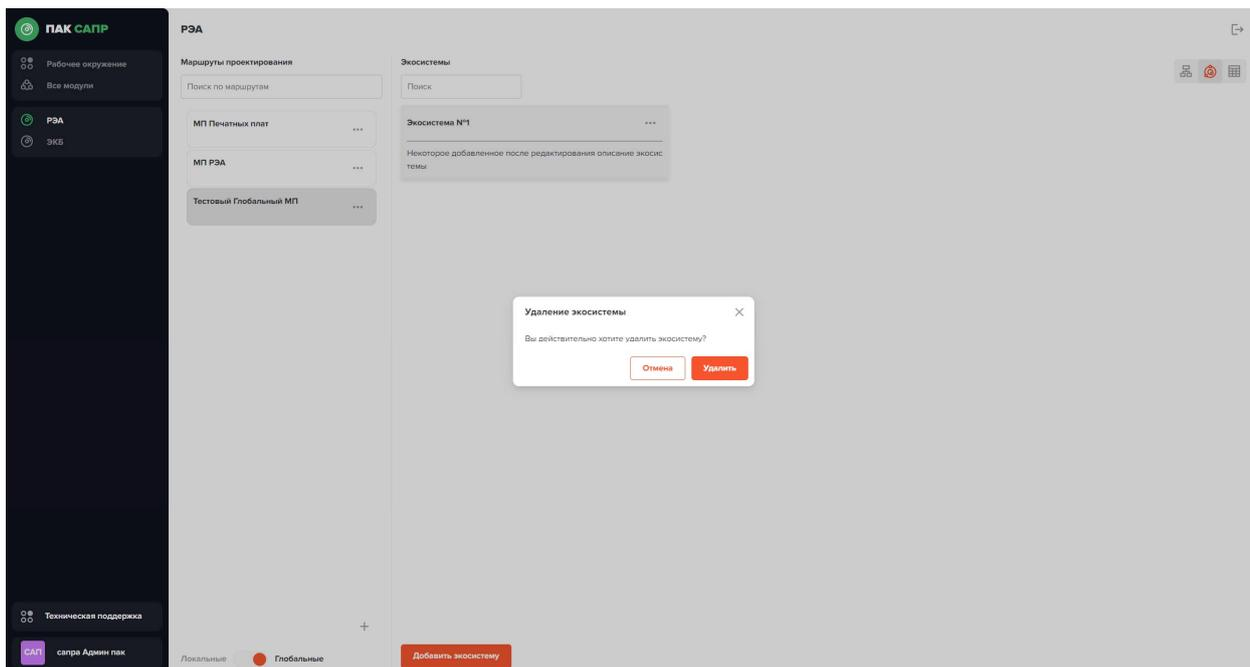 ПАК САПР
Рабочее окружение
Все модули
РЭА
ЭКБ
Техническая поддержка
САП
сапра Админ пак
РЭА
Маршруты проектирования
Поиск по маршрутам
МП Печатных плат
МП РЭА
Тестовый Глобальный МП
Локальные
Глобальные
Экосистемы
Поиск
Экосистема №1
Некоторое добавленное после редактирования описание экосис
темы
Добавить экосистему
Удаление экосистемы
Вы действительно хотите удалить экосистему?
Отмена
Удалить